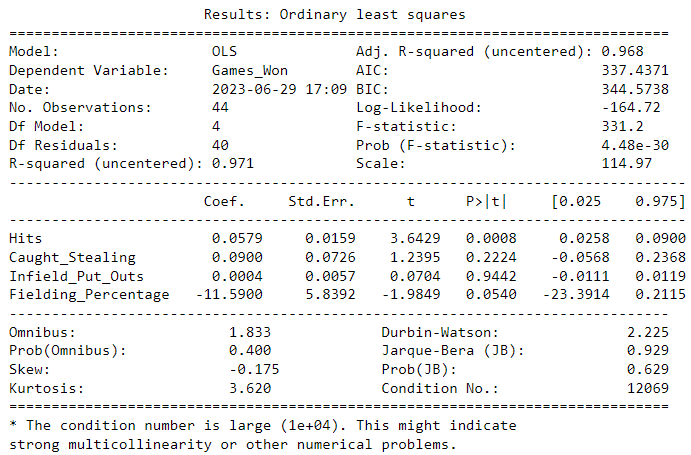 Results: Ordinary least squares
==================================================================================
Model: OLS Adj. R-squared (uncentered): 0.968
Dependent Variable: Games_Won AIC: 337.4371
Date: 2023-06-29 17:09 BIC: 344.5738
No. Observations: 44 Log-Likelihood: -164.72
Df Model: 4 F-statistic: 331.2
Df Residuals: 40 Prob (F-statistic): 4.48e-30
R-squared (uncentered): 0.971 Scale: 114.97
----------------------------------------------------------------------------------
Coef. Std.Err. t P>|t| [0.025 0.975]
----------------------------------------------------------------------------------
Hits 0.0579 0.0159 3.6429 0.0008 0.0258 0.0900
Caught_Stealing 0.0900 0.0726 1.2395 0.2224 -0.0568 0.2368
Infield_Put_Outs 0.0004 0.0057 0.0704 0.9442 -0.0111 0.0119
Fielding_Percentage -11.5900 5.8392 -1.9849 0.0540 -23.3914 0.2115
----------------------------------------------------------------------------------
Omnibus: 1.833 Durbin-Watson: 2.225
Prob(Omnibus): 0.400 Jarque-Bera (JB): 0.929
Skew: -0.175 Prob(JB): 0.629
Kurtosis: 3.620 Condition No.: 12069
==================================================================================
* The condition number is large (1e+04). This might indicate
strong multicollinearity or other numerical problems.